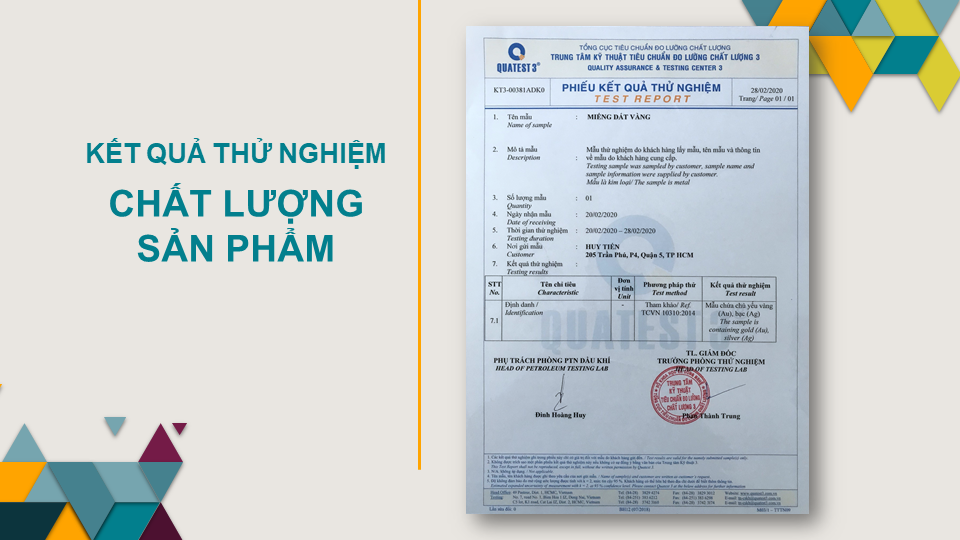 KẾT QUẢ THỬ NGHIỆM
CHẤT LƯỢNG
SẢN PHẨM
QUATEST 3®
TỔNG CỤC TIÊU CHUẨN ĐO LƯỜNG CHẤT LƯỢNG
TRUNG TÂM KỸ THUẬT TIÊU CHUẨN ĐO LƯỜNG CHẤT LƯỢNG 3
QUALITY ASSURANCE & TESTING CENTER 3
KT3-00381ADK0
PHIẾU KẾT QUẢ THỬ NGHIỆM
TEST REPORT
28/02/2020
Trang/ Page 01 / 01
1. Tên mẫu : MIẾNG DÁT VÀNG
Name of sample
2. Mô tả mẫu : Mẫu thử nghiệm do khách hàng lấy mẫu, tên mẫu và thông tin
Description về mẫu do khách hàng cung cấp.
Testing sample was sampled by customer, sample name and
sample information were supplied by customer.
Mẫu là kim loại/ The sample is metal
3. Số lượng mẫu : 01
Quantity
4. Ngày nhận mẫu : 20/02/2020
Date of receiving
5. Thời gian thử nghiệm : 20/02/2020 – 28/02/2020
Testing duration
6. Nơi gửi mẫu : HUY TIẾN
Customer 205 Trần Phú, P4, Quận 5, TP HCM
7. Kết quả thử nghiệm :
Testing results
STT No. Tên chỉ tiêu Characteristic Đơn vị tính Unit Phương pháp thử Test method Kết quả thử nghiệm Test result
7.1 Định danh / Identification - Tham khảo/ Ref. TCVN 10310:2014 Mẫu chứa chủ yếu vàng (Au), bạc (Ag) The sample is containing gold (Au), silver (Ag)
QUATEST 3
PHỤ TRÁCH PHÒNG PTN DẦU KHÍ
HEAD OF PETROLEUM TESTING LAB
TL. GIÁM ĐỐC
TRƯỞNG PHÒNG THỬ NGHIỆM
HEAD OF TESTING LAB
TRUNG TÂM
KỸ THUẬT
TIÊU CHUẨN ĐO LƯỜNG
CHẤT LƯỢNG 3
Đinh Hoàng Huy
Phan Thành Trung